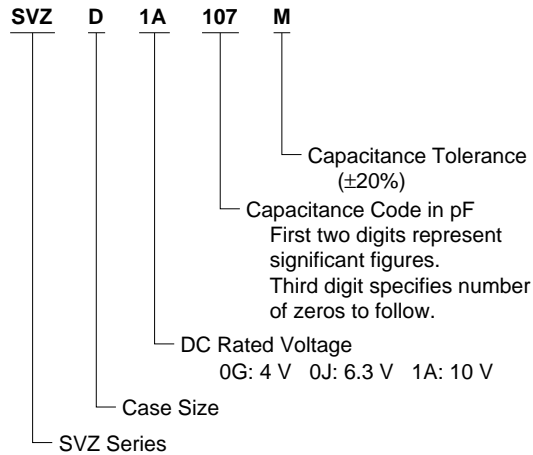 SVZ D 1A 107 M
Capacitance Tolerance
(±20%)
Capacitance Code in pF
First two digits represent
significant figures.
Third digit specifies number
of zeros to follow.
DC Rated Voltage
0G: 4 V 0J: 6.3 V 1A: 10 V
Case Size
SVZ Series